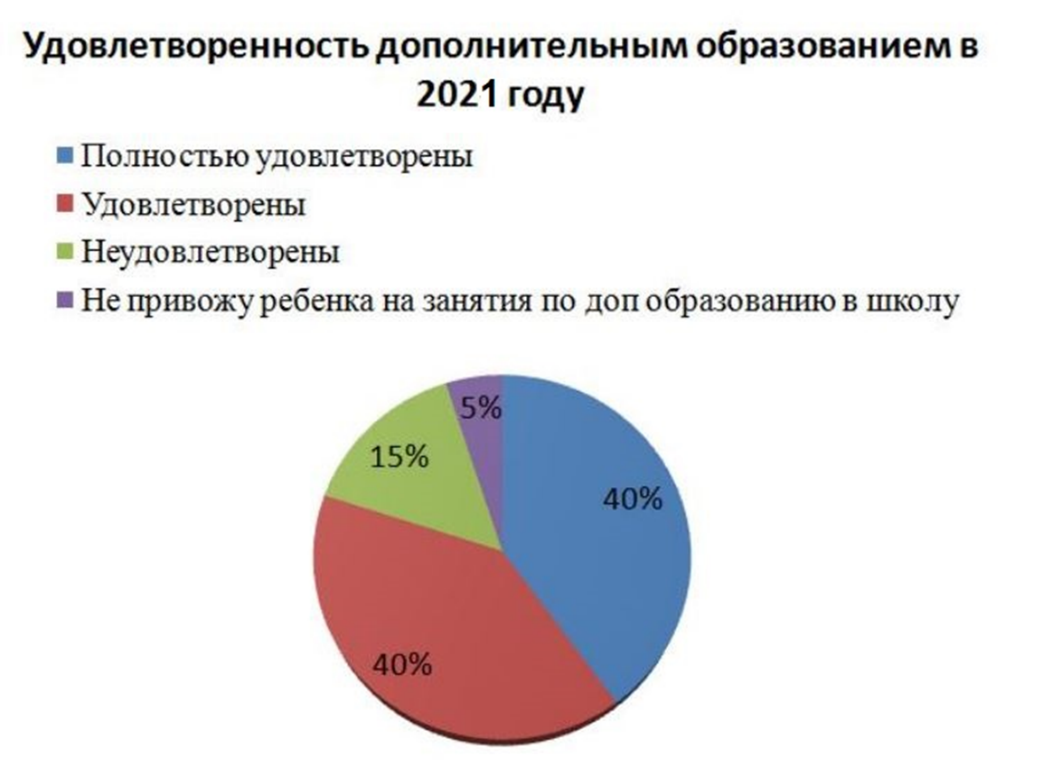 Удовлетворенность дополнительным образованием в
2021 году
Полностью удовлетворены
Удовлетворены
Неудовлетворены
Не привожу ребенка на занятия по доп образованию в школу
5%
15%
40%
40%